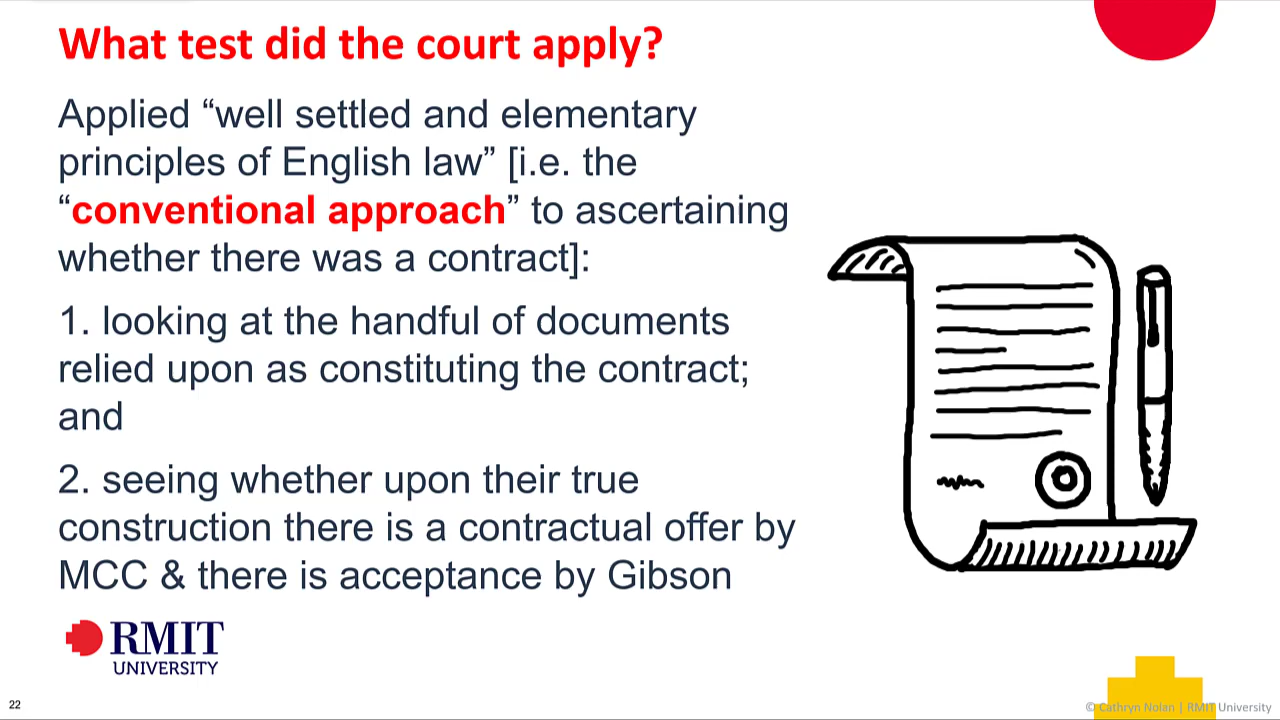 What test did the court apply?
Applied “well settled and elementary
principles of English law” [i.e. the
“conventional approach” to ascertaining
whether there was a contract]:
1. looking at the handful of documents
relied upon as constituting the contract;
and
2. seeing whether upon their true
construction there is a contractual offer by
MCC & there is acceptance by Gibson
RMIT
UNIVERSITY
22
© Cathryn Nolan | RMIT University